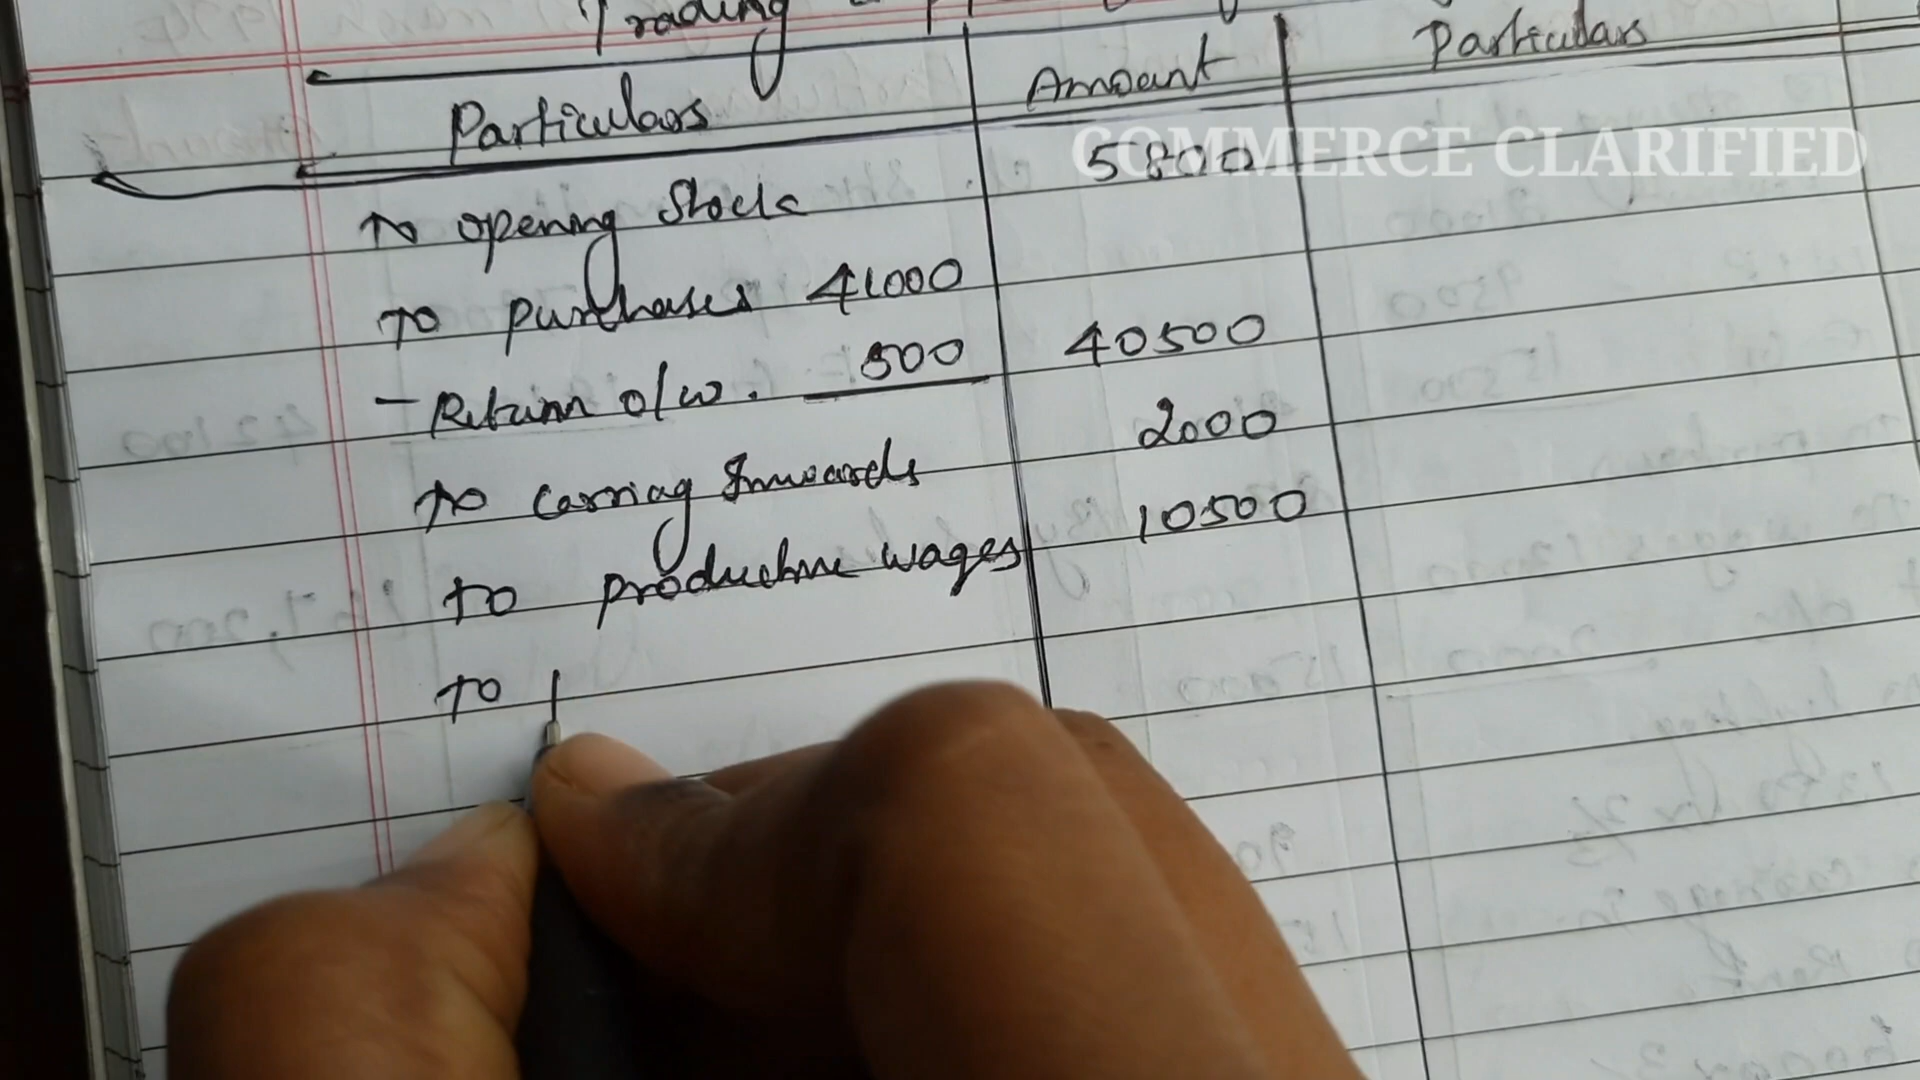 Trading
Particulars Amount Particulars
COMMERCE CLARIFIED
To opening Stock 5800
To purchases 41000
- Return o/w. 500 40500
To carriag Inwards 2000
To productive wages 10500
To